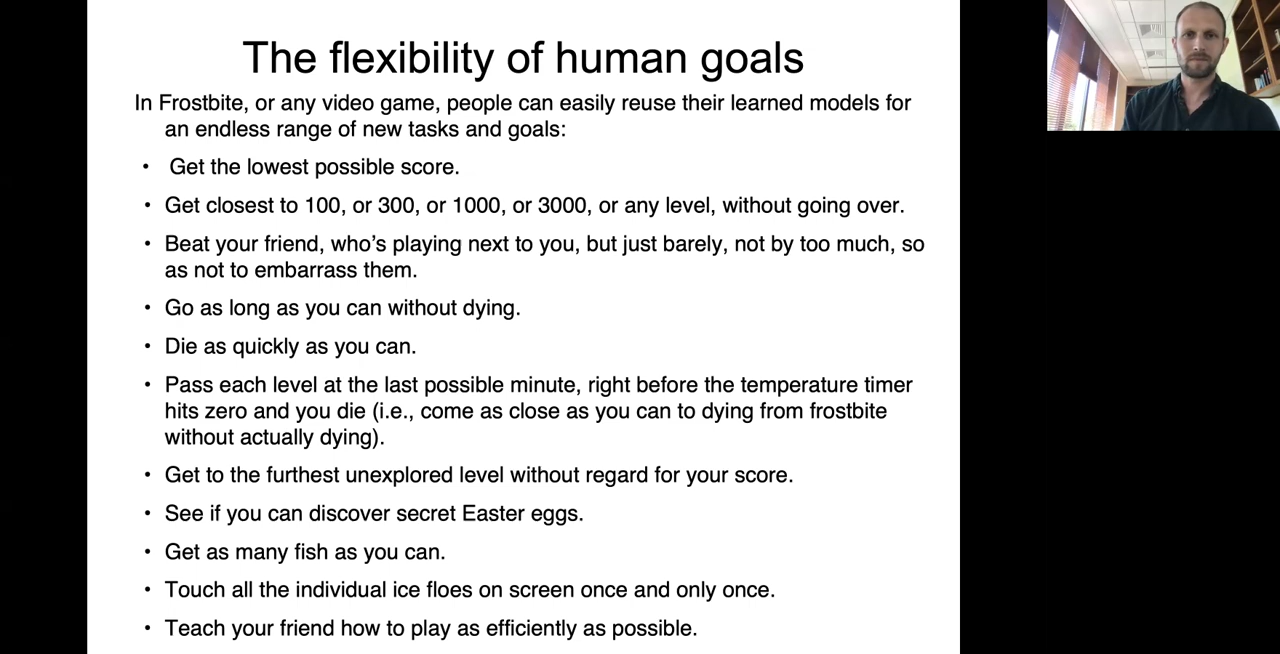 The flexibility of human goals
In Frostbite, or any video game, people can easily reuse their learned models for
an endless range of new tasks and goals:
• Get the lowest possible score.
• Get closest to 100, or 300, or 1000, or 3000, or any level, without going over.
• Beat your friend, who's playing next to you, but just barely, not by too much, so
as not to embarrass them.
• Go as long as you can without dying.
• Die as quickly as you can.
• Pass each level at the last possible minute, right before the temperature timer
hits zero and you die (i.e., come as close as you can to dying from frostbite
without actually dying).
• Get to the furthest unexplored level without regard for your score.
• See if you can discover secret Easter eggs.
• Get as many fish as you can.
• Touch all the individual ice floes on screen once and only once.
• Teach your friend how to play as efficiently as possible.